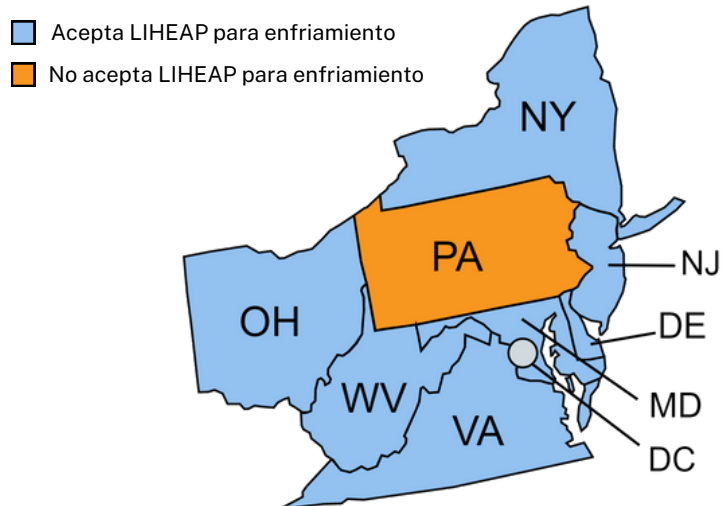 Acepta LIHEAP para enfriamiento
No acepta LIHEAP para enfriamiento
NY
PA
NJ
OH
DE
WV
MD
VA
DC